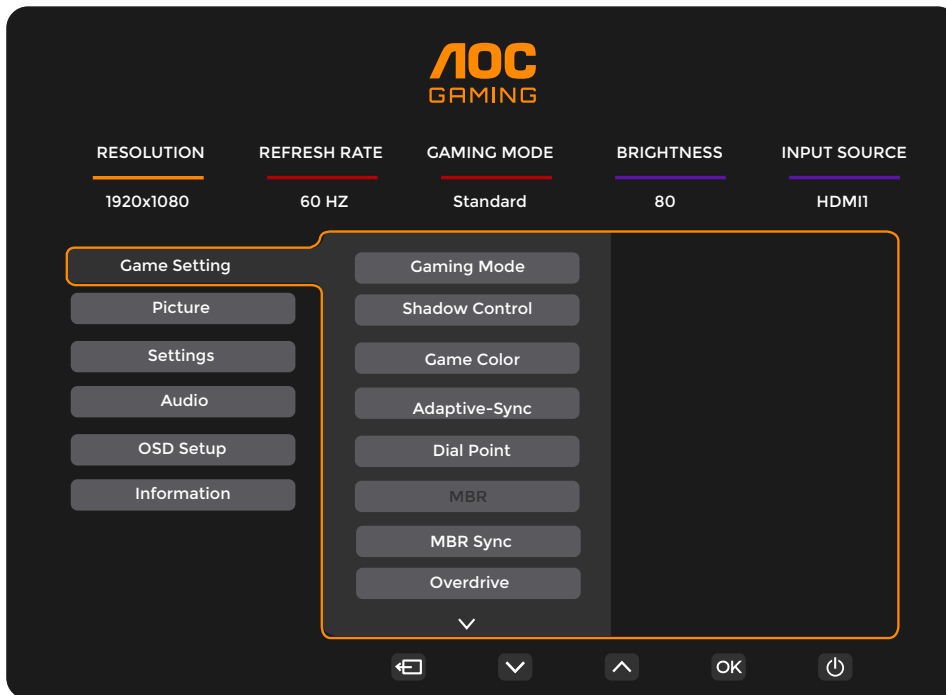 AOC
GAMING
RESOLUTION REFRESH RATE GAMING MODE BRIGHTNESS INPUT SOURCE
1920x1080 60 HZ Standard 80 HDMI1
Game Setting
Picture
Settings
Audio
OSD Setup
Information
Gaming Mode
Shadow Control
Game Color
Adaptive-Sync
Dial Point
MBR
MBR Sync
Overdrive
OK